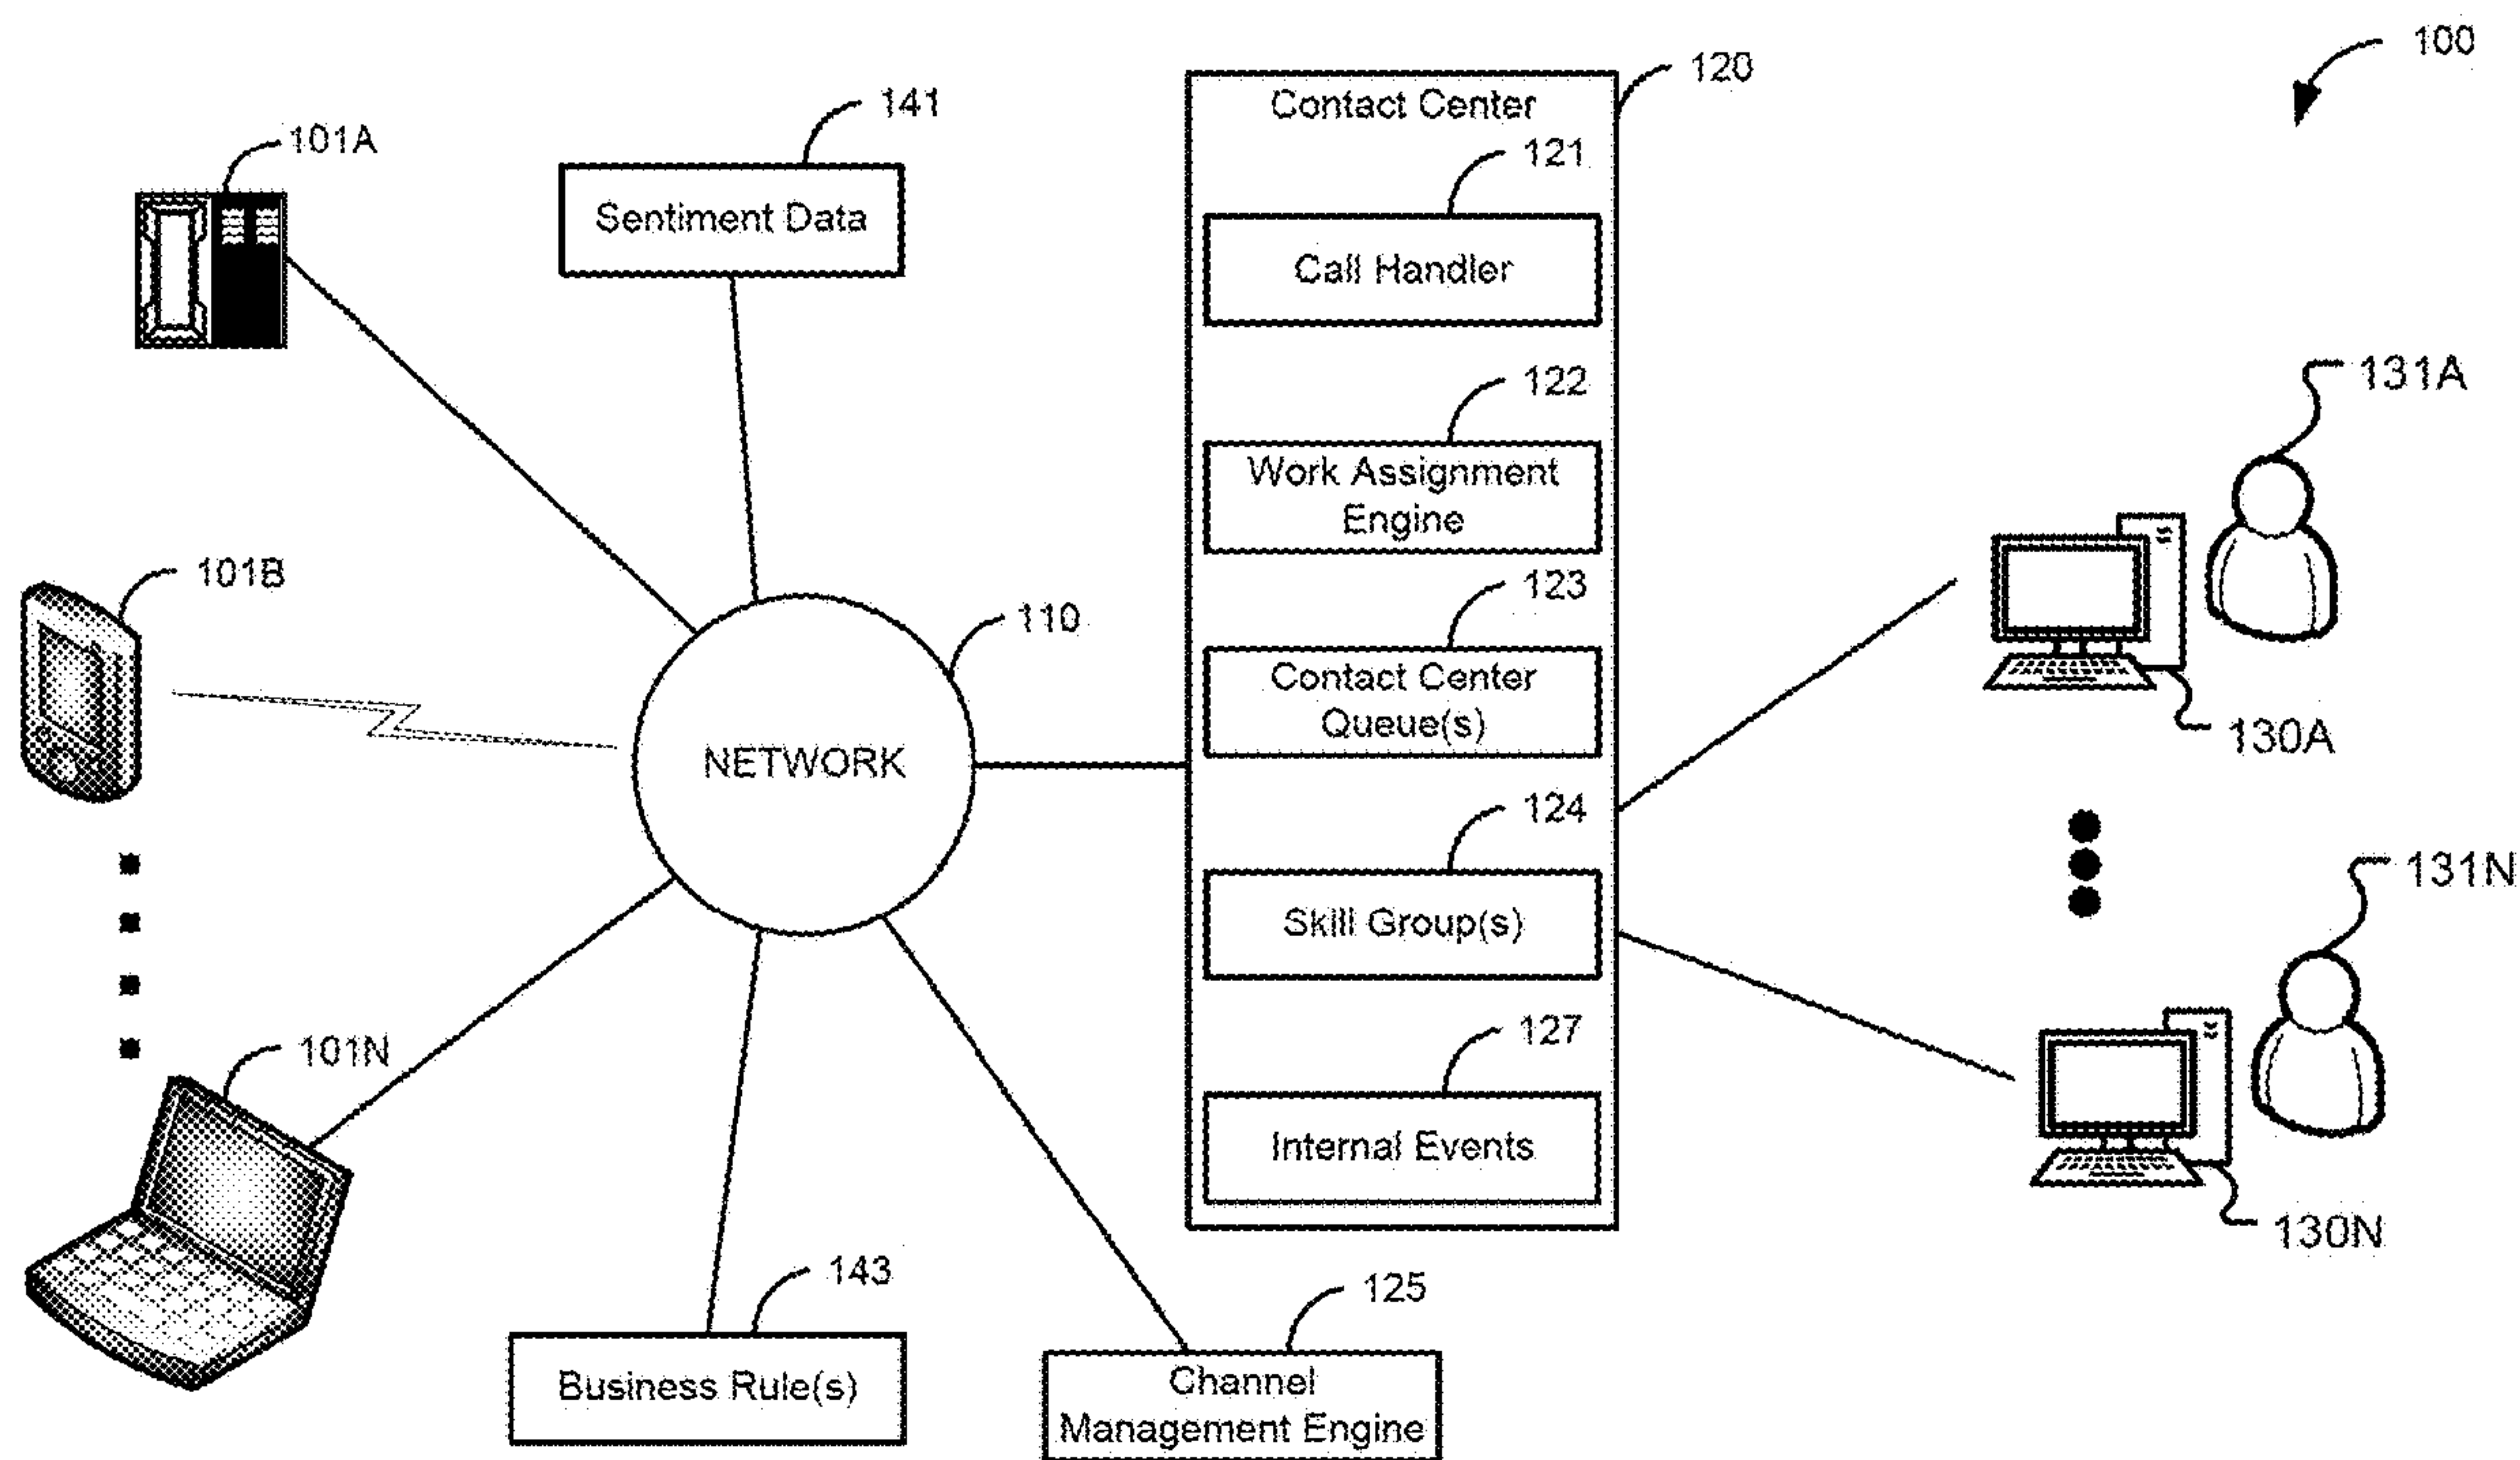 100
120
Contact Center
141
101A
121
Sentiment Data
Call Handler
122
131A
Work Assignment
Engine
101B
123
110
Contact Center
Queue(s)
130A
NETWORK
124
131N
Skill Group(s)
127
101N
Internal Events
130N
143
125
Business Rule(s)
Channel
Management Engine